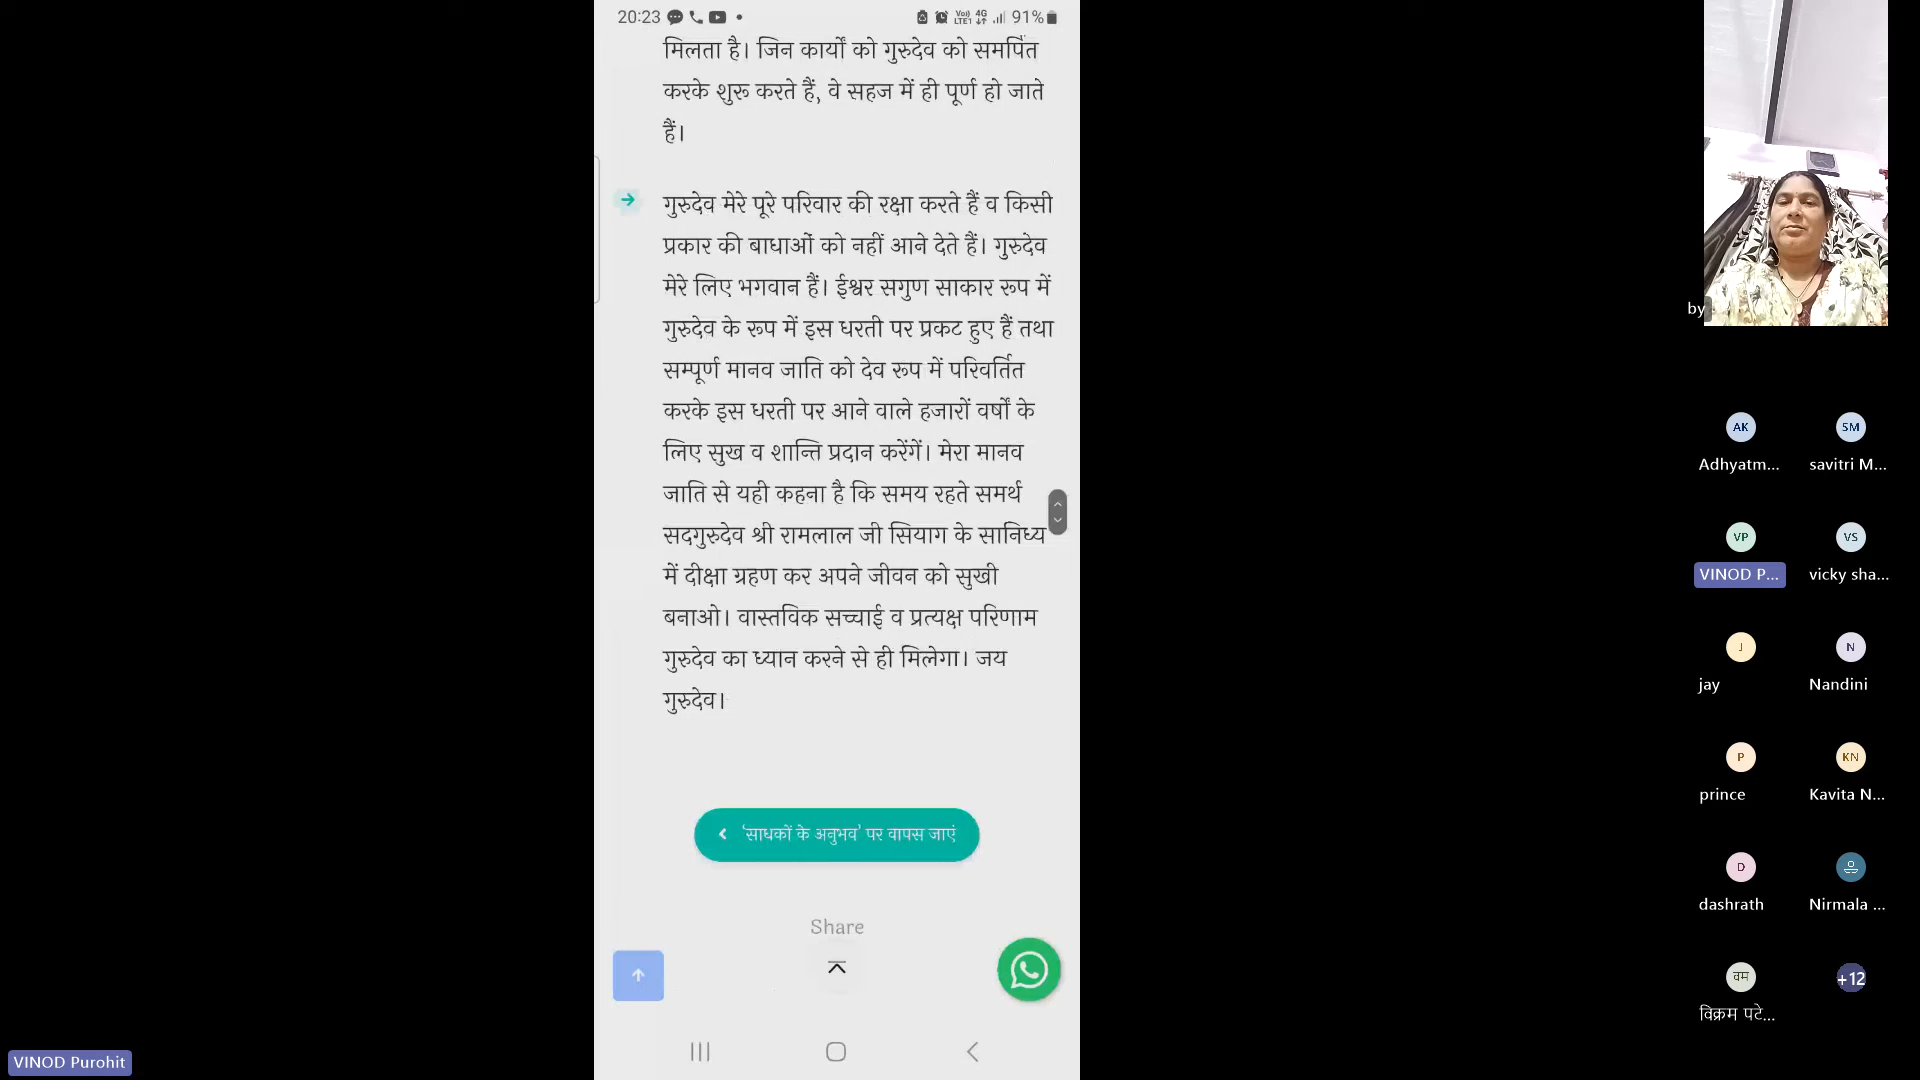 20:23
91%
मिलता है। जिन कार्यों को गुरुदेव को समर्पित
करके शुरू करते हैं, वे सहज में ही पूर्ण हो जाते
हैं।
गुरुदेव मेरे पूरे परिवार की रक्षा करते हैं व किसी
प्रकार की बाधाओं को नहीं आने देते हैं। गुरुदेव
मेरे लिए भगवान हैं। ईश्वर सगुण साकार रूप में
गुरुदेव के रूप में इस धरती पर प्रकट हुए हैं तथा
सम्पूर्ण मानव जाति को देव रूप में परिवर्तित
करके इस धरती पर आने वाले हजारों वर्षों के
लिए सुख व शान्ति प्रदान करेंगें। मेरा मानव
जाति से यही कहना है कि समय रहते समर्थ
सदगुरुदेव श्री रामलाल जी सियाग के सानिध्य
में दीक्षा ग्रहण कर अपने जीवन को सुखी
बनाओ। वास्तविक सच्चाई व प्रत्यक्ष परिणाम
गुरुदेव का ध्यान करने से ही मिलेगा। जय
गुरुदेव।
'साधकों के अनुभव' पर वापस जाएं
Share
VINOD Purohit
by
AK
SM
Adhyatm...
savitri M...
VP
VS
VINOD P...
vicky sha...
J
N
jay
Nandini
P
KN
prince
Kavita N...
D
dashrath
Nirmala ...
वम
+12
विक्रम पटे...